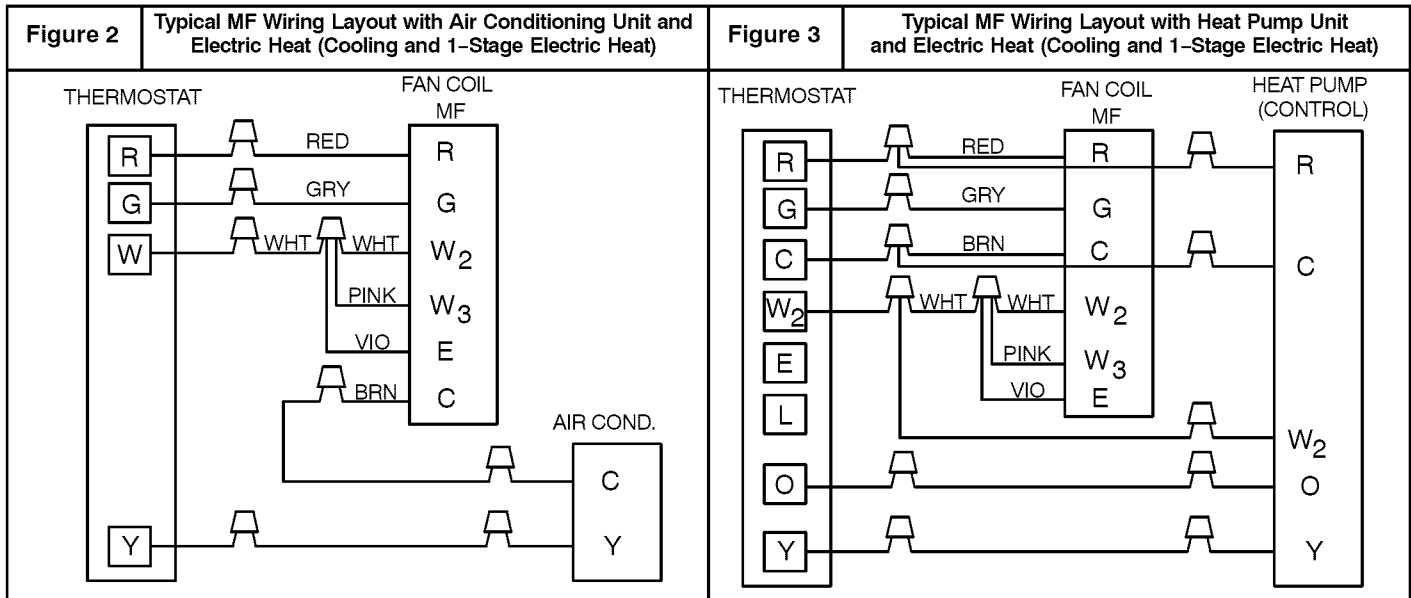 Figure 2
Typical MF Wiring Layout with Air Conditioning Unit and
Electric Heat (Cooling and 1–Stage Electric Heat)
THERMOSTAT
FAN COIL
MF
R
RED
R
G
GRY
G
W
WHT
WHT
W2
PINK
W3
VIO
E
BRN
C
AIR COND.
C
Y
Y
Figure 3
Typical MF Wiring Layout with Heat Pump Unit
and Electric Heat (Cooling and 1–Stage Electric Heat)
THERMOSTAT
FAN COIL
MF
HEAT PUMP
(CONTROL)
R
RED
R
R
G
GRY
G
C
BRN
C
C
W2
WHT
WHT
W2
E
PINK
W3
VIO
E
L
W2
O
O
Y
Y